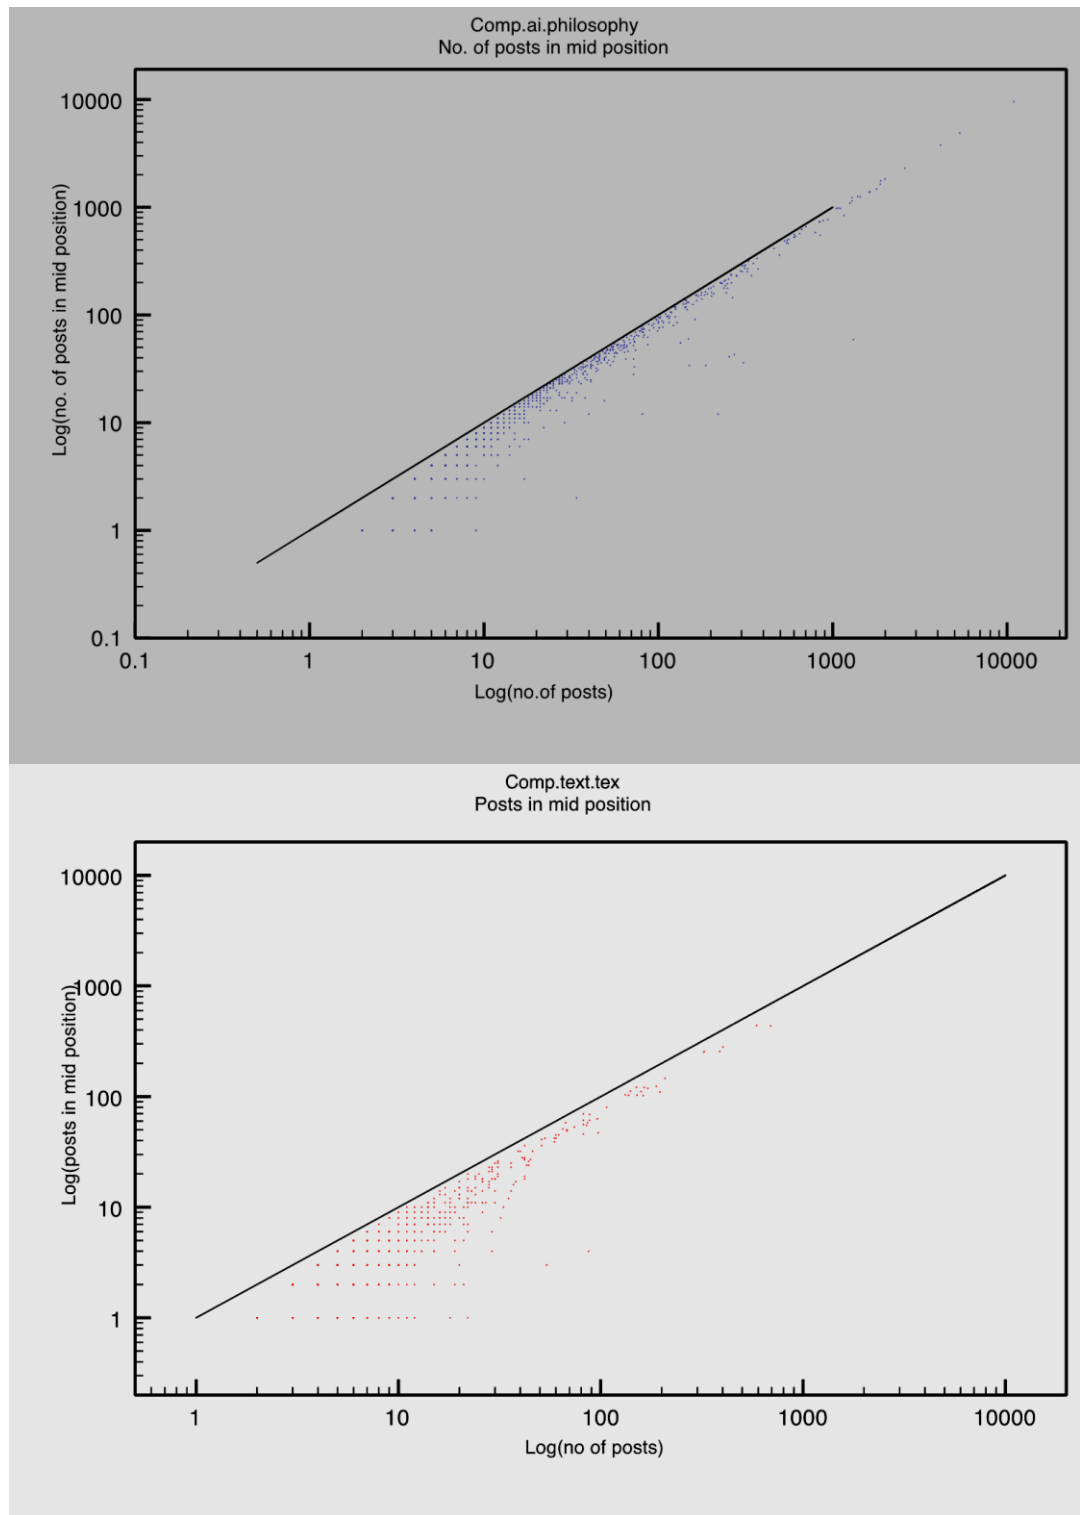 Comp.ai.philosophy
No. of posts in mid position
10000
1000
100
10
1
0.1
Log(no. of posts in mid position)
0.1 1 10 100 1000 10000
Log(no.of posts)
Comp.text.tex
Posts in mid position
10000
1000
100
10
1
Log(posts in mid position)
1 10 100 1000 10000
Log(no of posts)